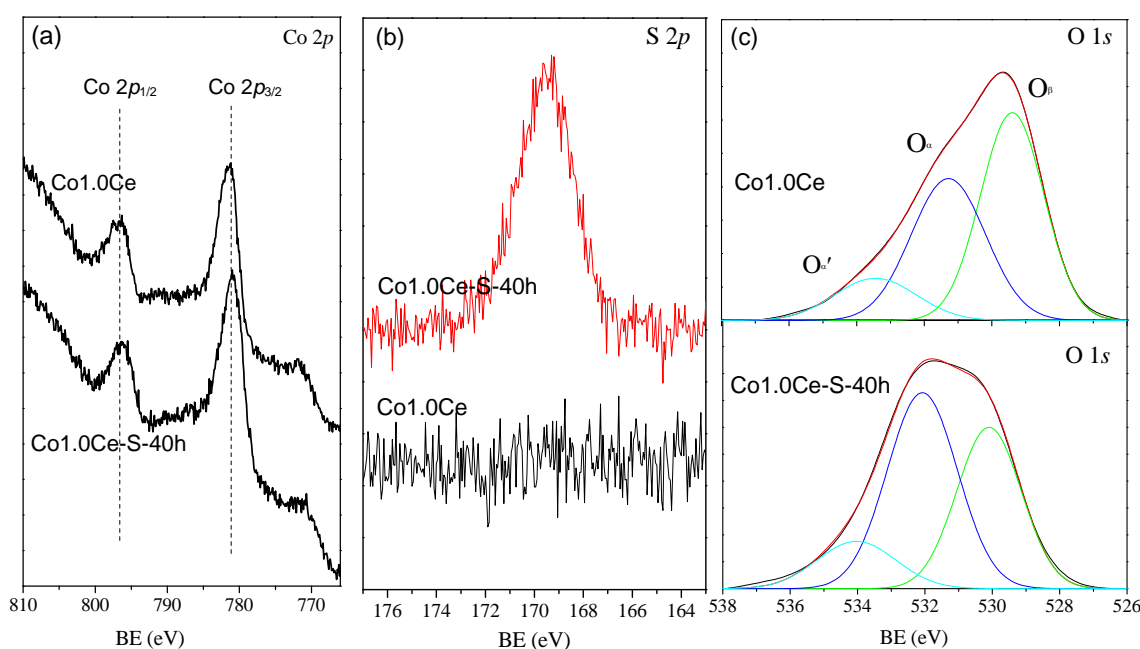 (a)
Co 2p
Co 2p1/2
Co 2p3/2
Co1.0Ce
Co1.0Ce-S-40h
810 800 790 780 770
BE (eV)
(b)
S 2p
Co1.0Ce-S-40h
Co1.0Ce
176 174 172 170 168 166 164
BE (eV)
(c)
O 1s
Oβ
Oα
Co1.0Ce
Oα′
O 1s
Co1.0Ce-S-40h
538 536 534 532 530 528 526
BE (eV)